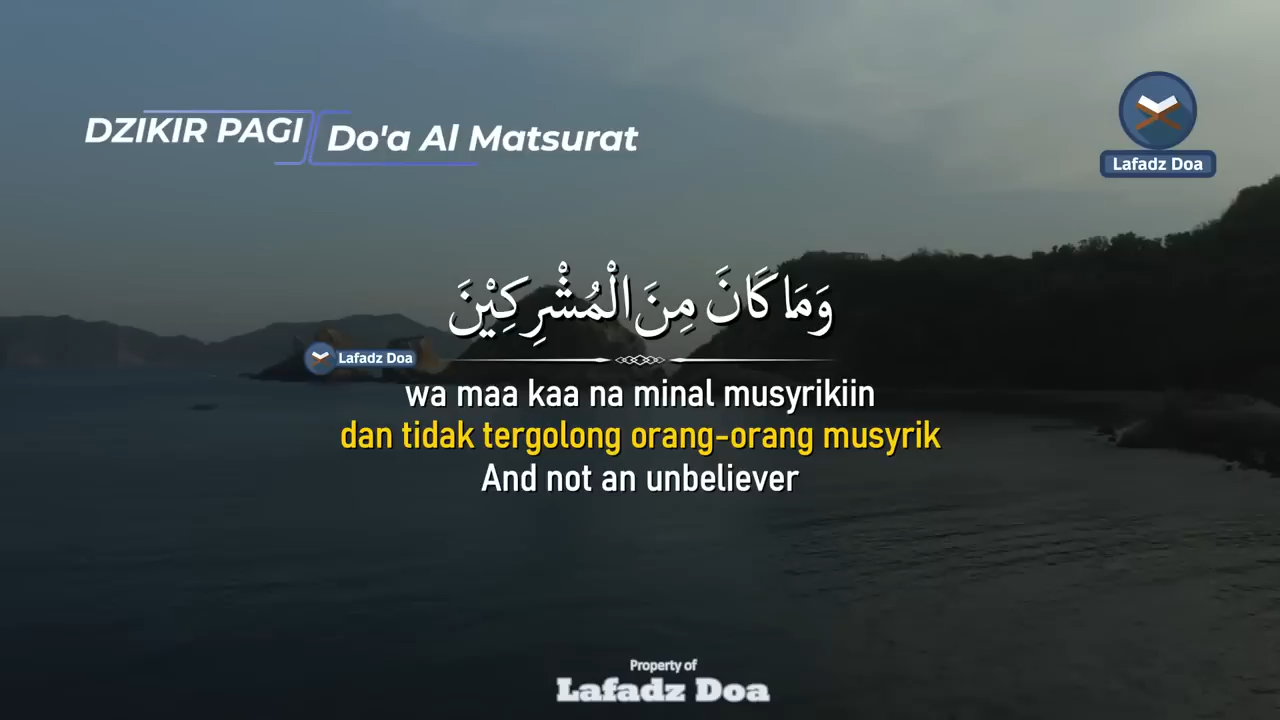 DZIKIR PAGI
Do'a Al Matsurat
Lafadz Doa
وَمَا كَانَ مِنَ الْمُشْرِكِيْنَ
Lafadz Doa
wa maa kaa na minal musyrikiin
dan tidak tergolong orang-orang musyrik
And not an unbeliever
Property of
Lafadz Doa